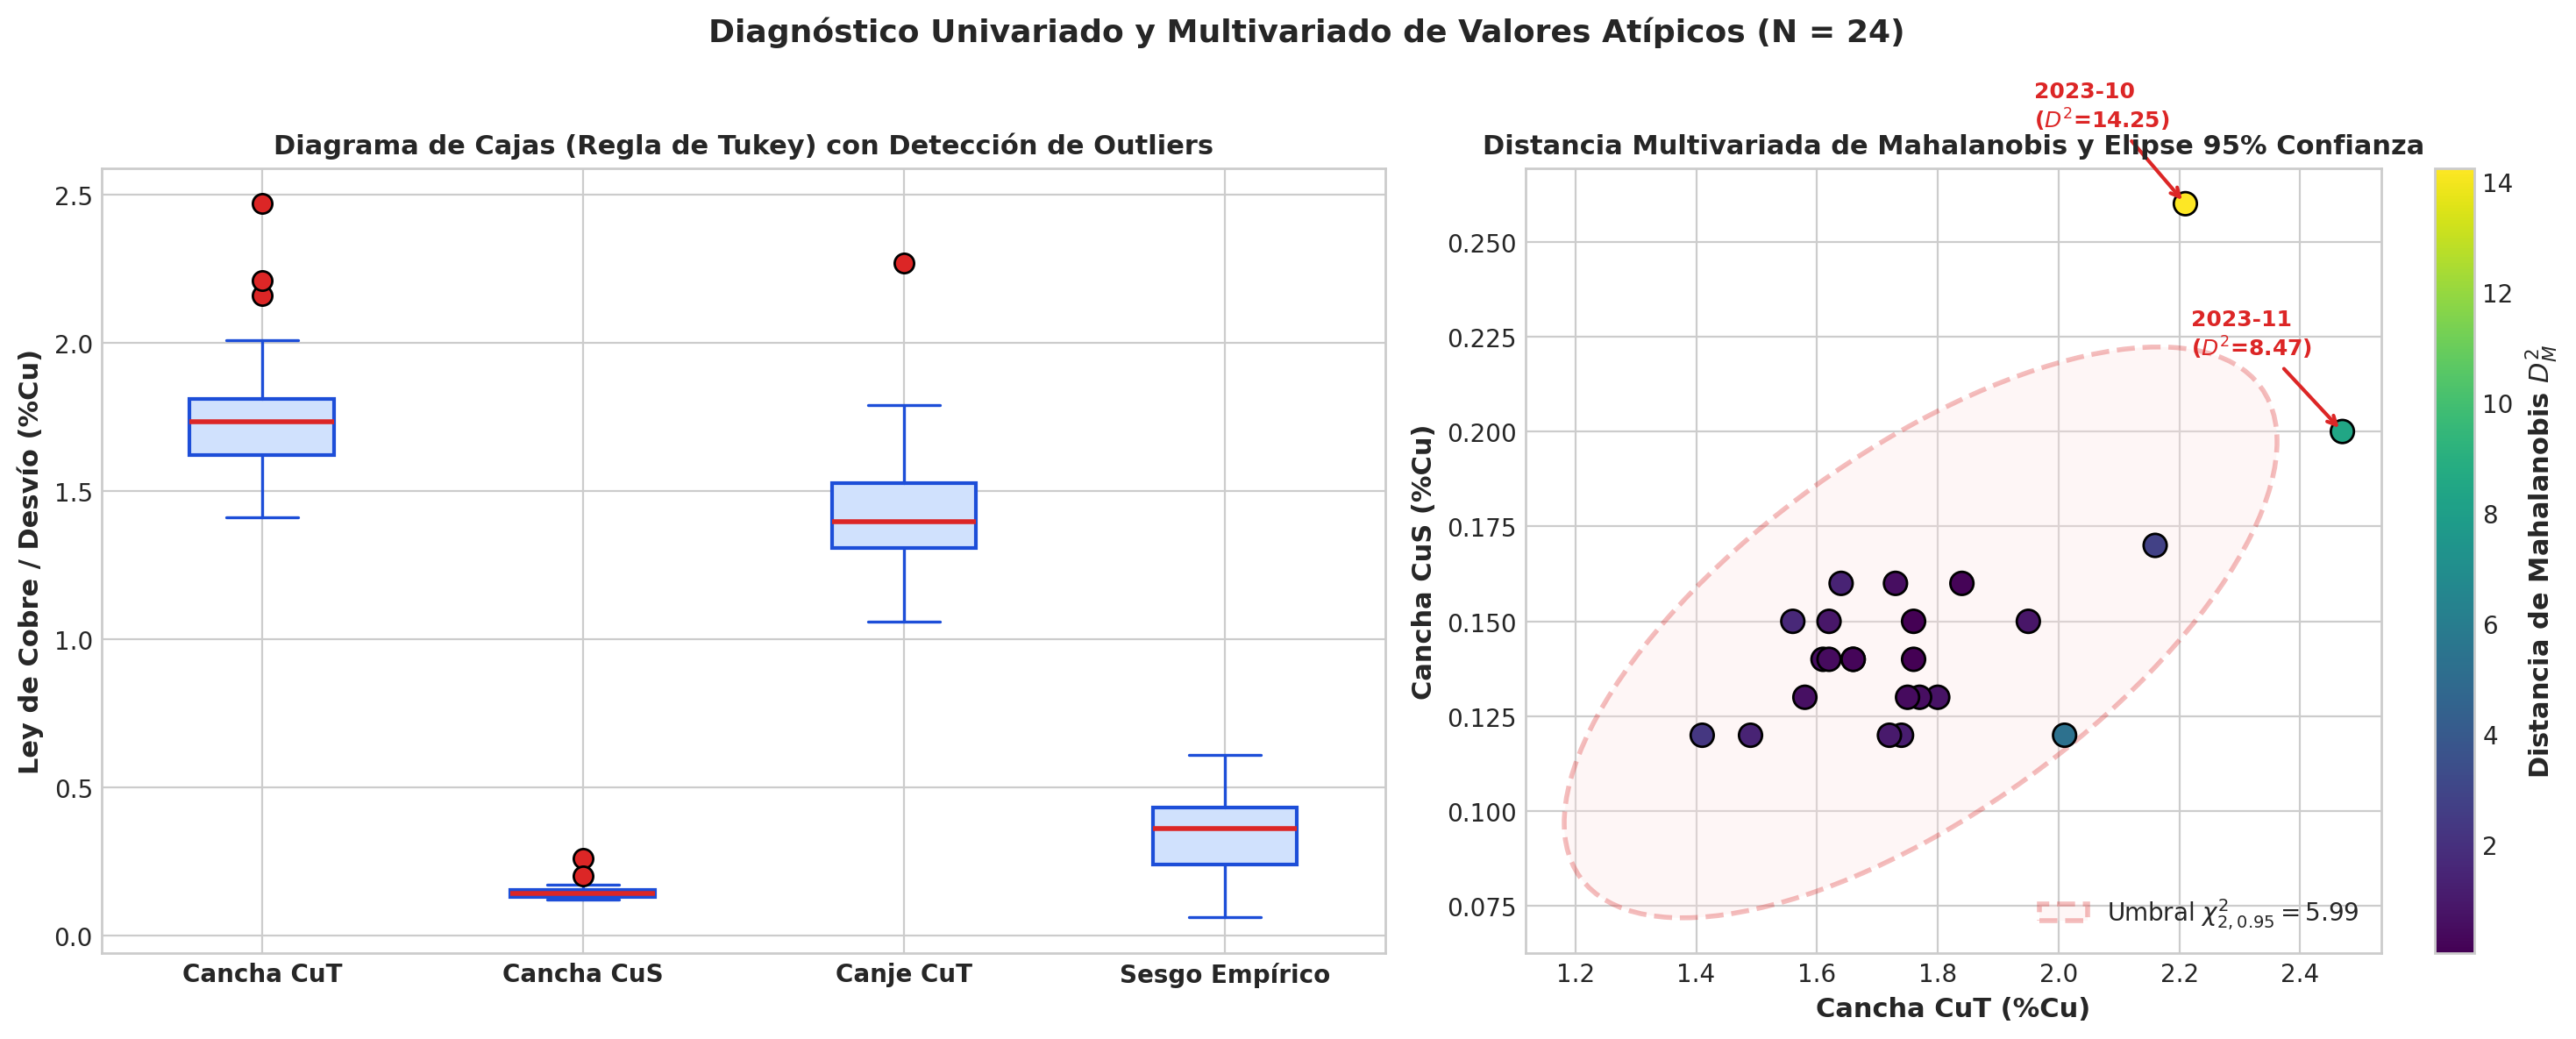 Diagnóstico Univariado y Multivariado de Valores Atípicos (N = 24)
Diagrama de Cajas (Regla de Tukey) con Detección de Outliers
Ley de Cobre / Desvío (%Cu)
2.5
2.0
1.5
1.0
0.5
0.0
Cancha CuT
Cancha CuS
Canje CuT
Sesgo Empírico
2023-10
(D²=14.25)
Distancia Multivariada de Mahalanobis y Elipse 95% Confianza
2023-11
(D²=8.47)
Cancha CuS (%Cu)
0.250
0.225
0.200
0.175
0.150
0.125
0.100
0.075
Umbral χ²₂,₀.₉₅ = 5.99
1.2
1.4
1.6
1.8
2.0
2.2
2.4
Cancha CuT (%Cu)
14
12
10
8
6
4
2
Distancia de Mahalanobis D²_M